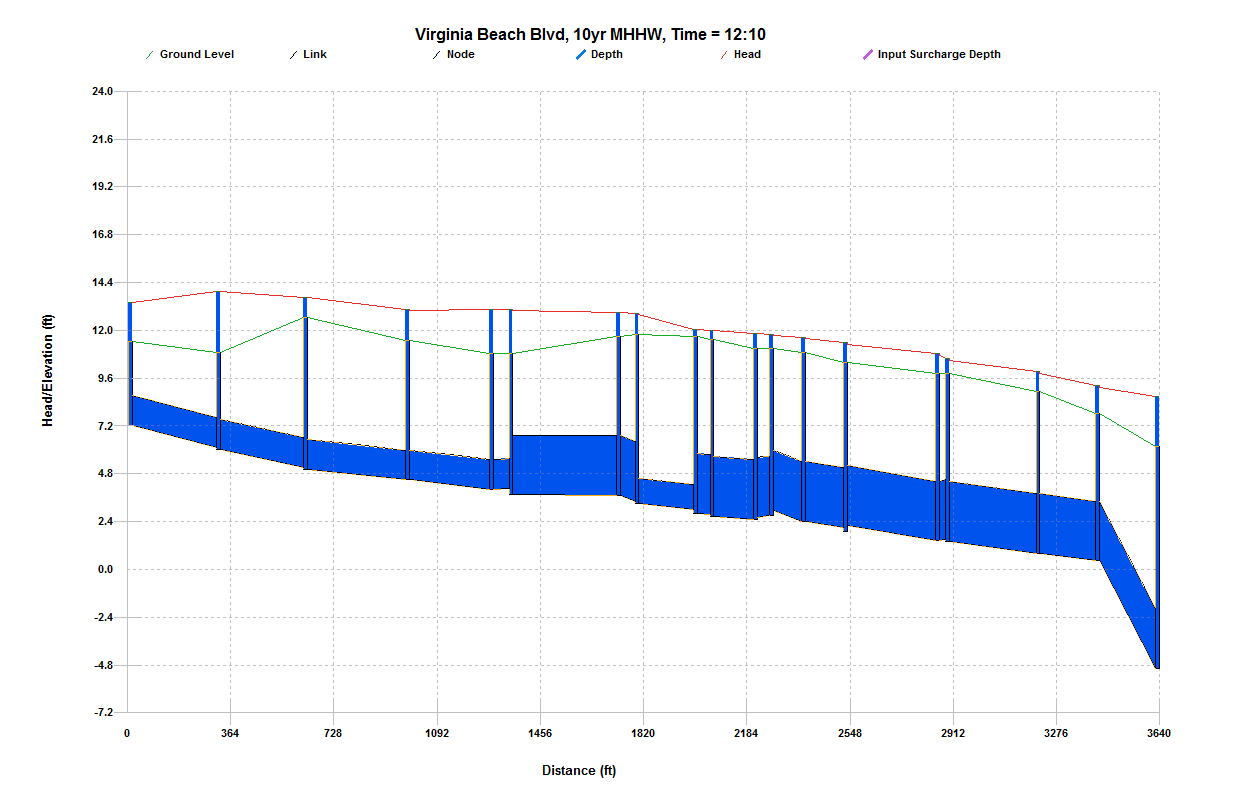 Virginia Beach Blvd, 10yr MHHW, Time = 12:10
Ground Level Link Node Depth Head Input Surcharge Depth
24.0
21.6
19.2
16.8
14.4
12.0
9.6
7.2
4.8
2.4
0.0
-2.4
-4.8
-7.2
Head/Elevation (ft)
0 364 728 1092 1456 1820 2184 2548 2912 3276 3640
Distance (ft)